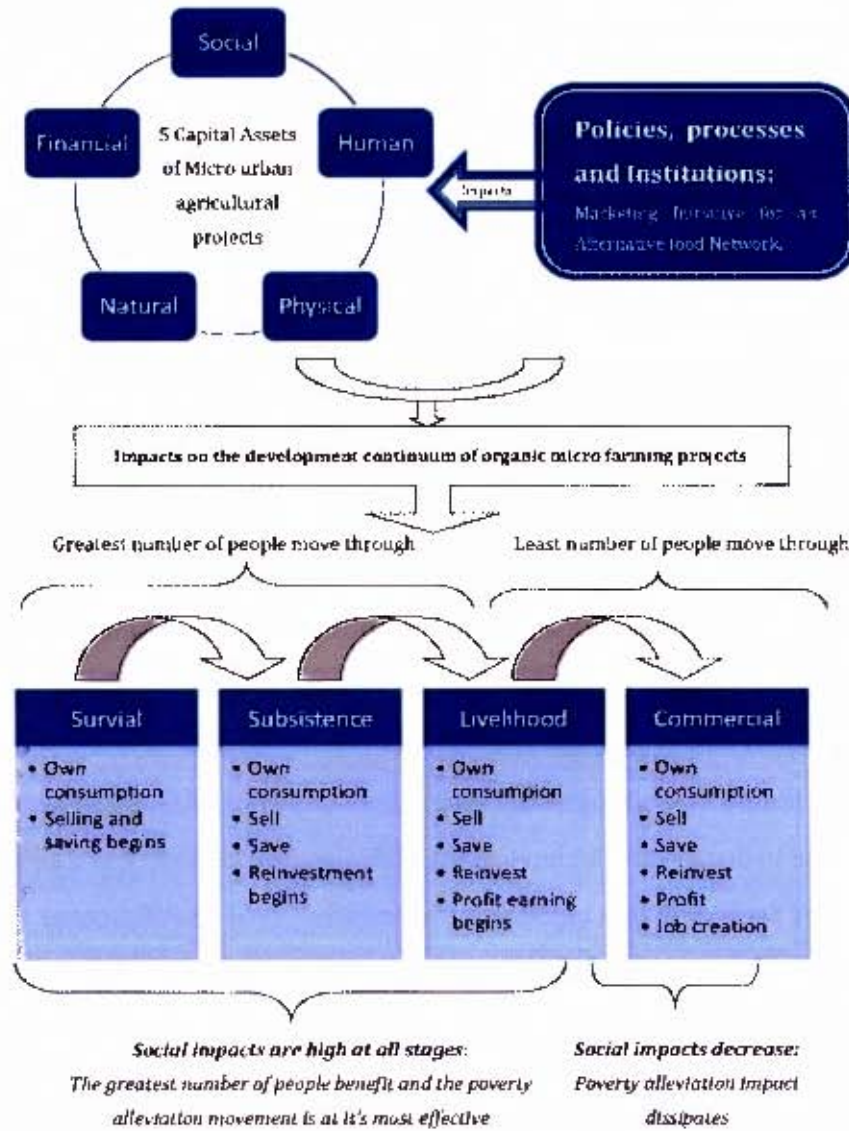 Social
Financial
Human
5 Capital Assets
of Micro urban
agricultural
projects
Natural
Physical
Impacts
Policies, processes
and Institutions:
Marketing Initiative for an
Alternative food Network.
Impacts on the development continuum of organic micro farming projects
Greatest number of people move through
Least number of people move through
Survial
• Own
consumption
• Selling and
saving begins
Subsistence
• Own
consumption
• Sell
• Save
• Reinvestment
begins
Livelihood
• Own
consumpion
• Sell
• Save
• Reinvest
• Profit earning
begins
Commercial
• Own
consumption
• Sell
• Save
• Reinvest
• Profit
• Job creation
Social impacts are high at all stages:
The greatest number of people benefit and the poverty
alleviation movement is at it's most effective
Social impacts decrease:
Poverty alleviation impact
dissipates